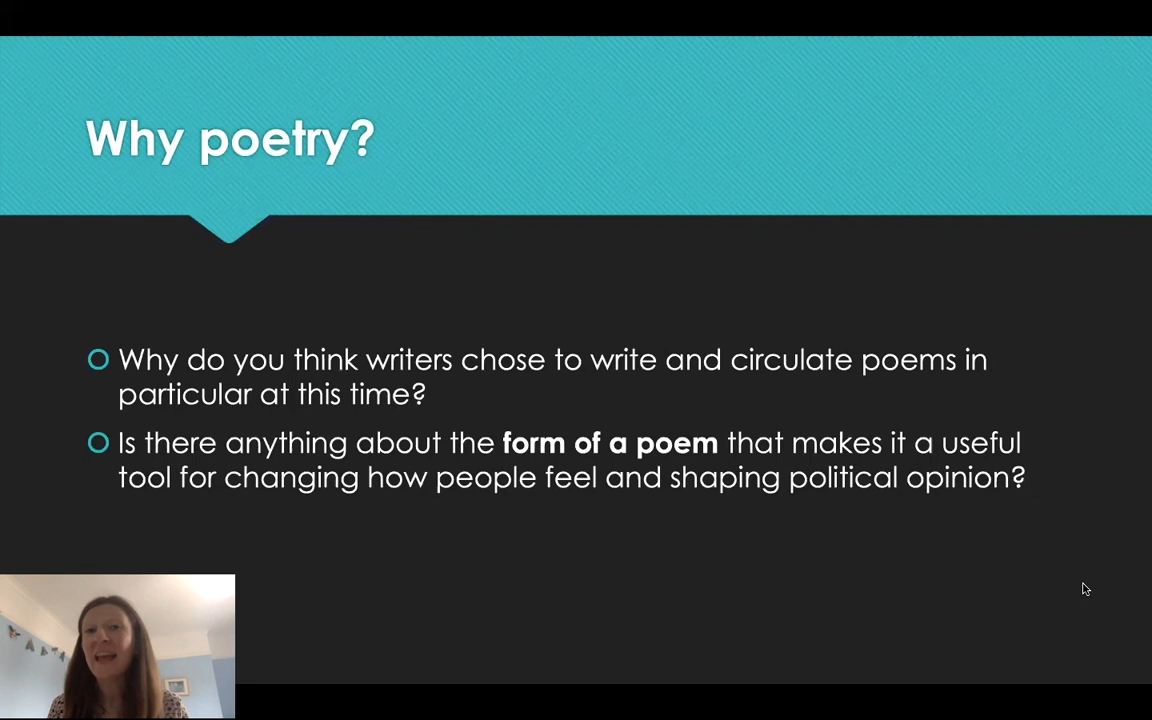 Why poetry?
Why do you think writers chose to write and circulate poems in
particular at this time?
Is there anything about the form of a poem that makes it a useful
tool for changing how people feel and shaping political opinion?